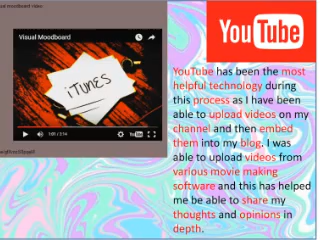 ual moodboard video
Visual Moodboard
iTUNES
1:01 / 2:14
YouTube
YouTube
YouTube has been the most
helpful technology during
this process as I have been
able to upload videos on my
channel and then embed
them into my blog. I was
able to upload videos from
various movie making
software and this has helped
me be able to share my
thoughts and opinions in
depth.